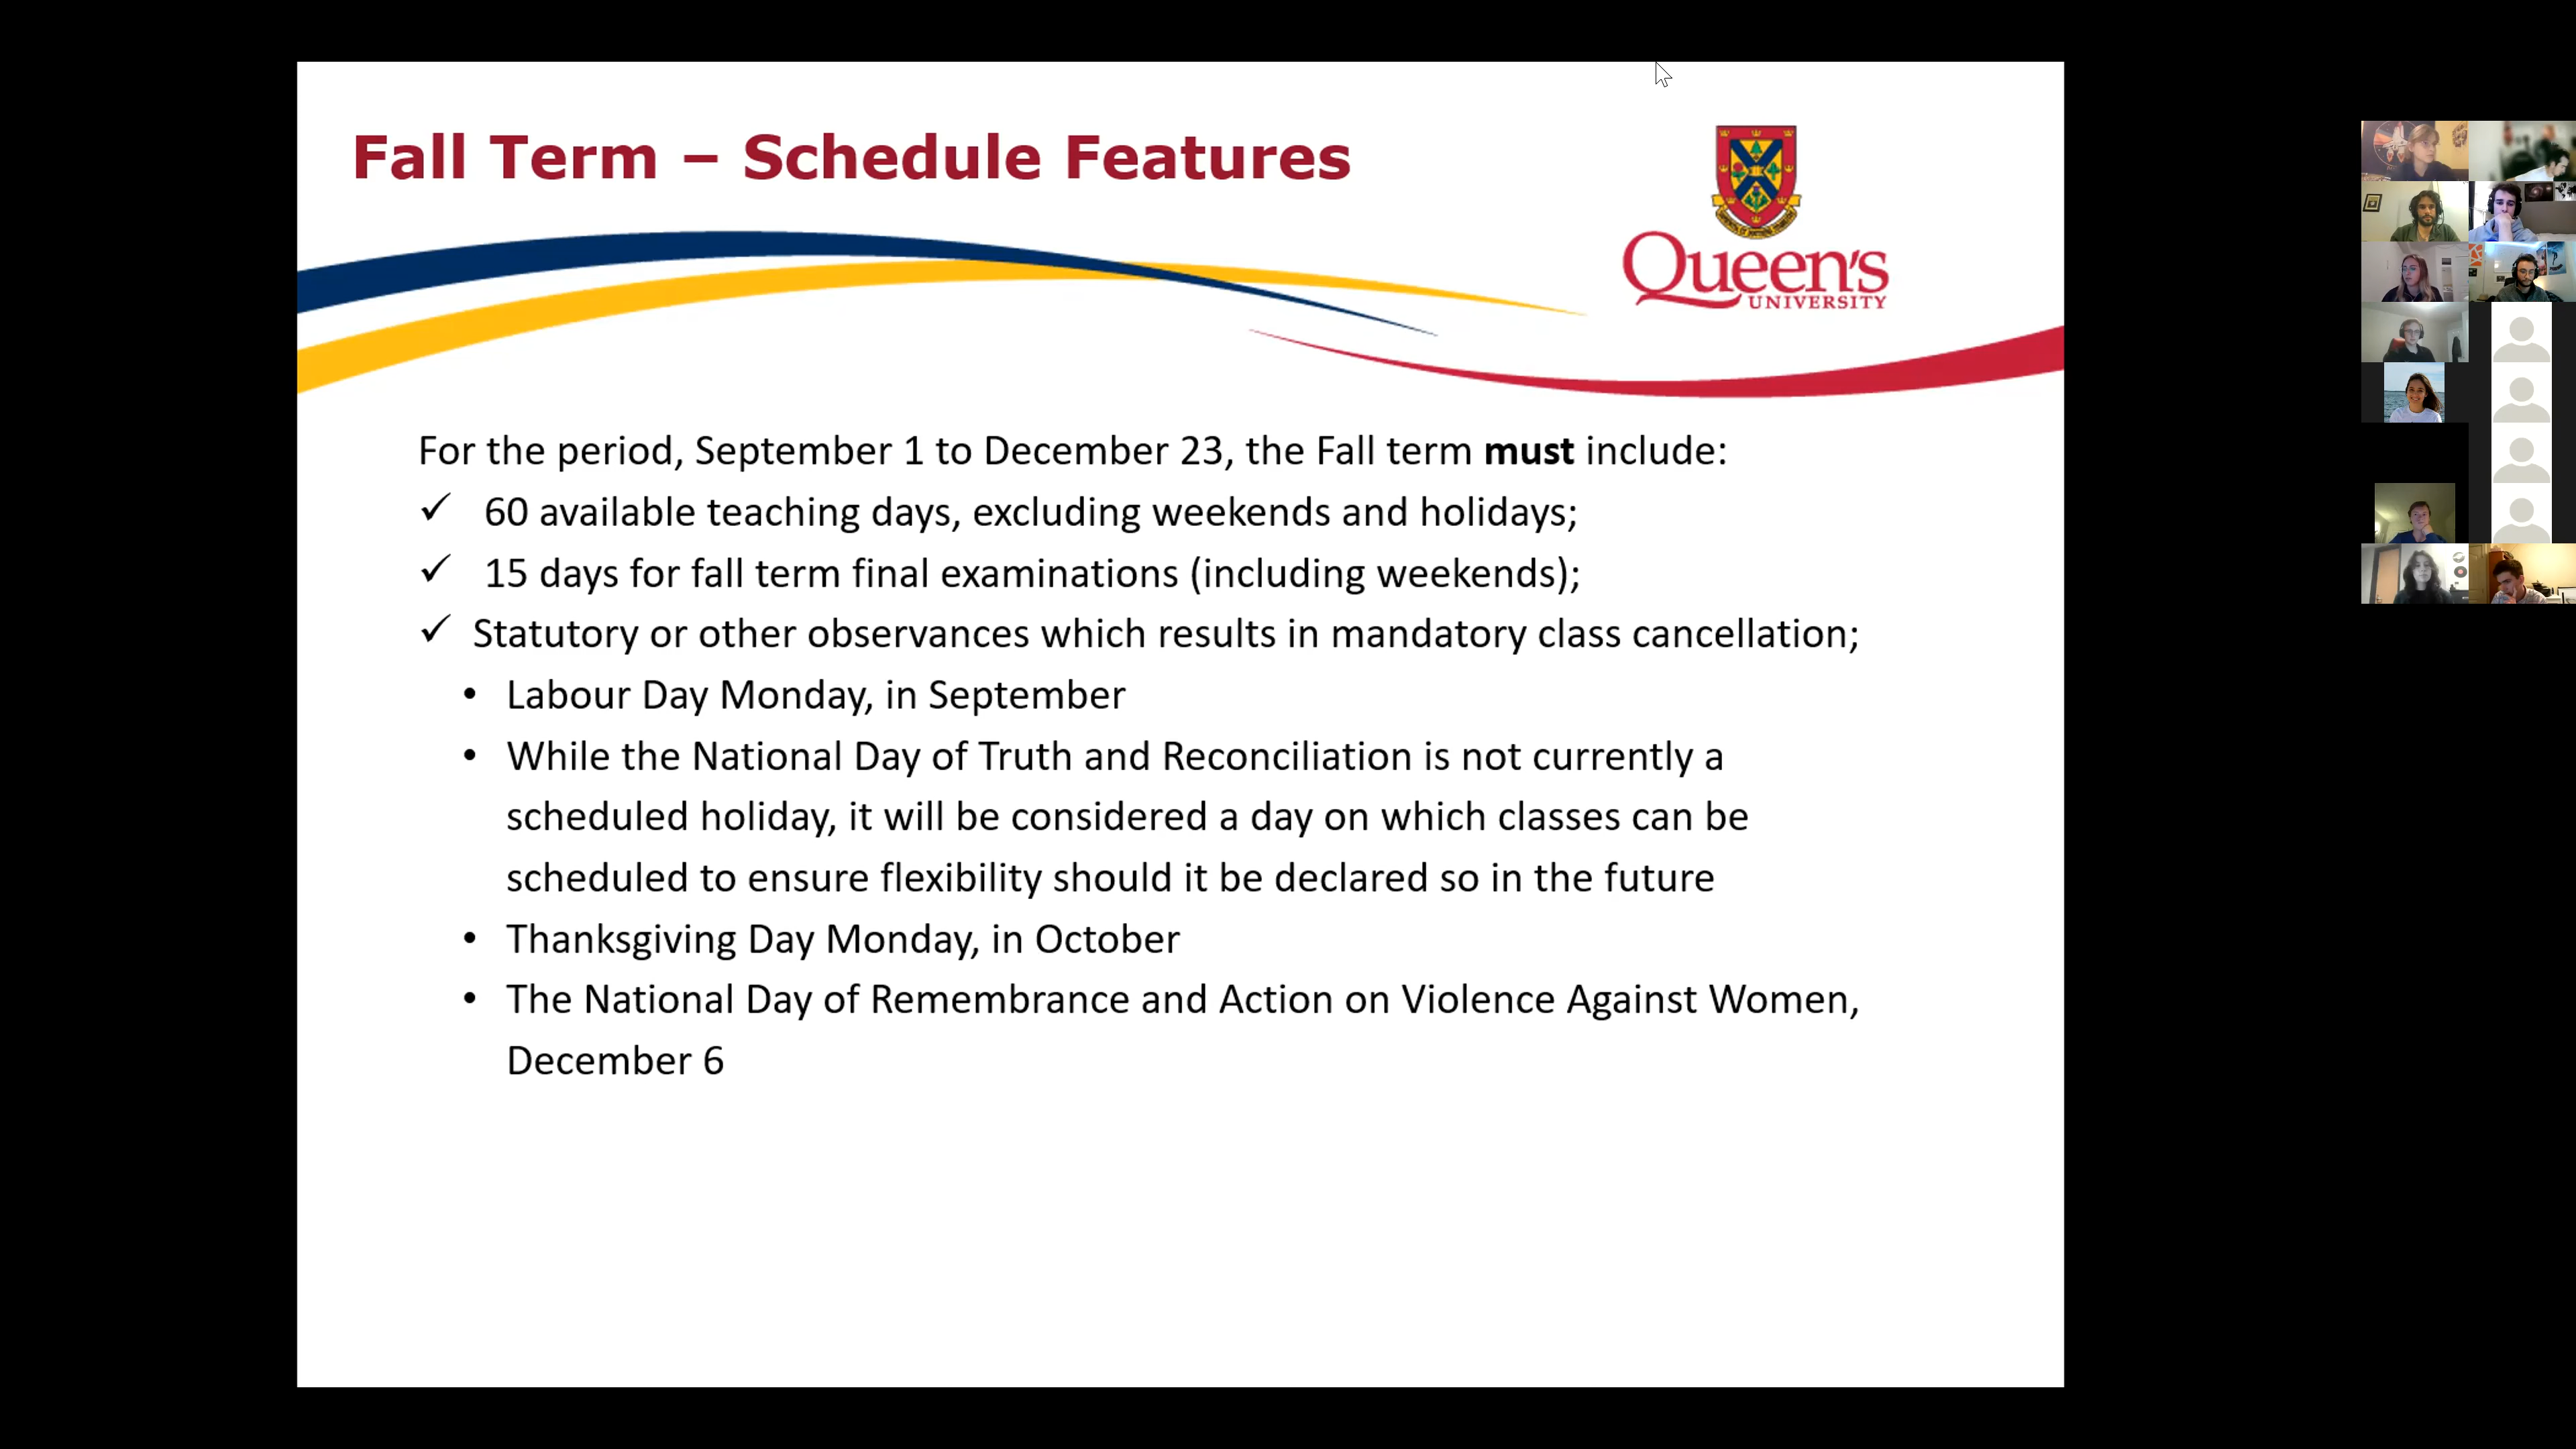 Fall Term – Schedule Features
Queen's
UNIVERSITY
For the period, September 1 to December 23, the Fall term must include:
✓ 60 available teaching days, excluding weekends and holidays;
✓ 15 days for fall term final examinations (including weekends);
✓ Statutory or other observances which results in mandatory class cancellation;
• Labour Day Monday, in September
• While the National Day of Truth and Reconciliation is not currently a
scheduled holiday, it will be considered a day on which classes can be
scheduled to ensure flexibility should it be declared so in the future
• Thanksgiving Day Monday, in October
• The National Day of Remembrance and Action on Violence Against Women,
December 6